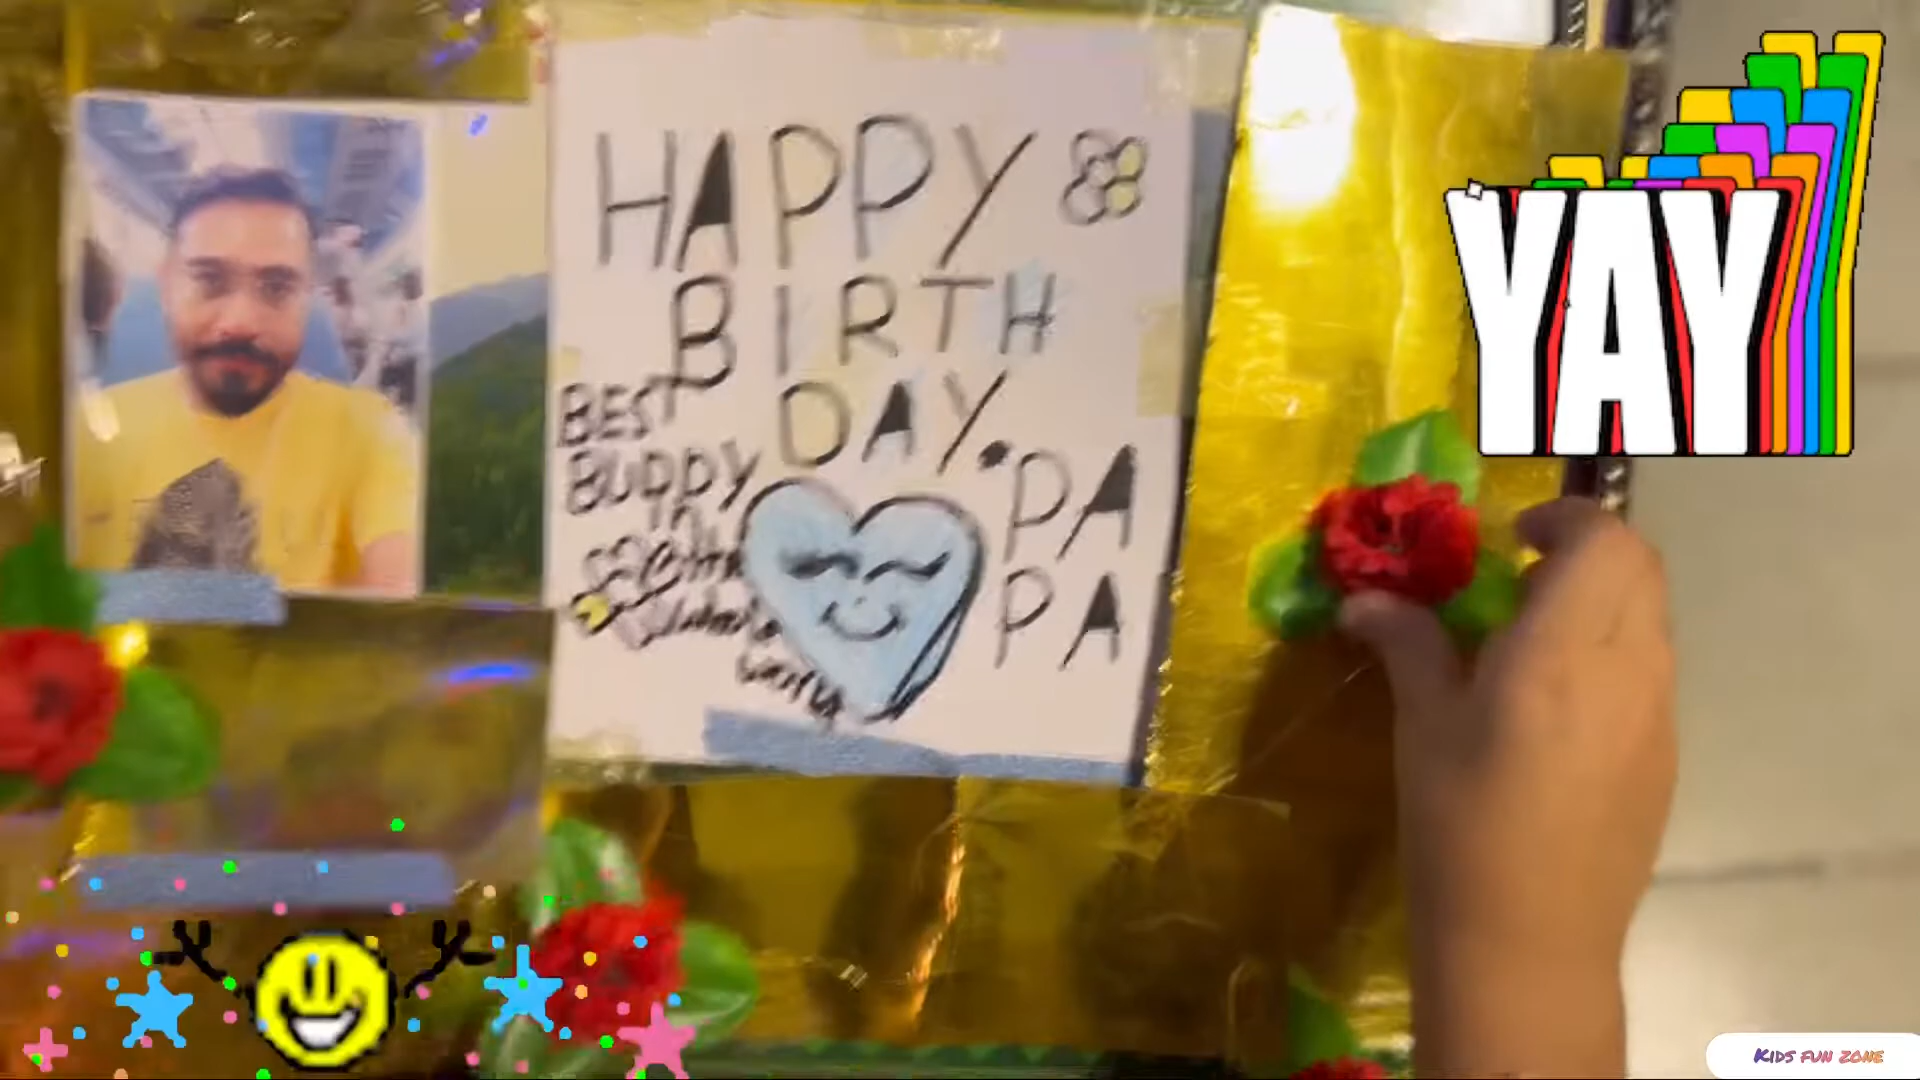 HAPPY
BIRTH
DAY.
PA
PA
BEST
BUDDY
YAY
KIDS FUN ZONE